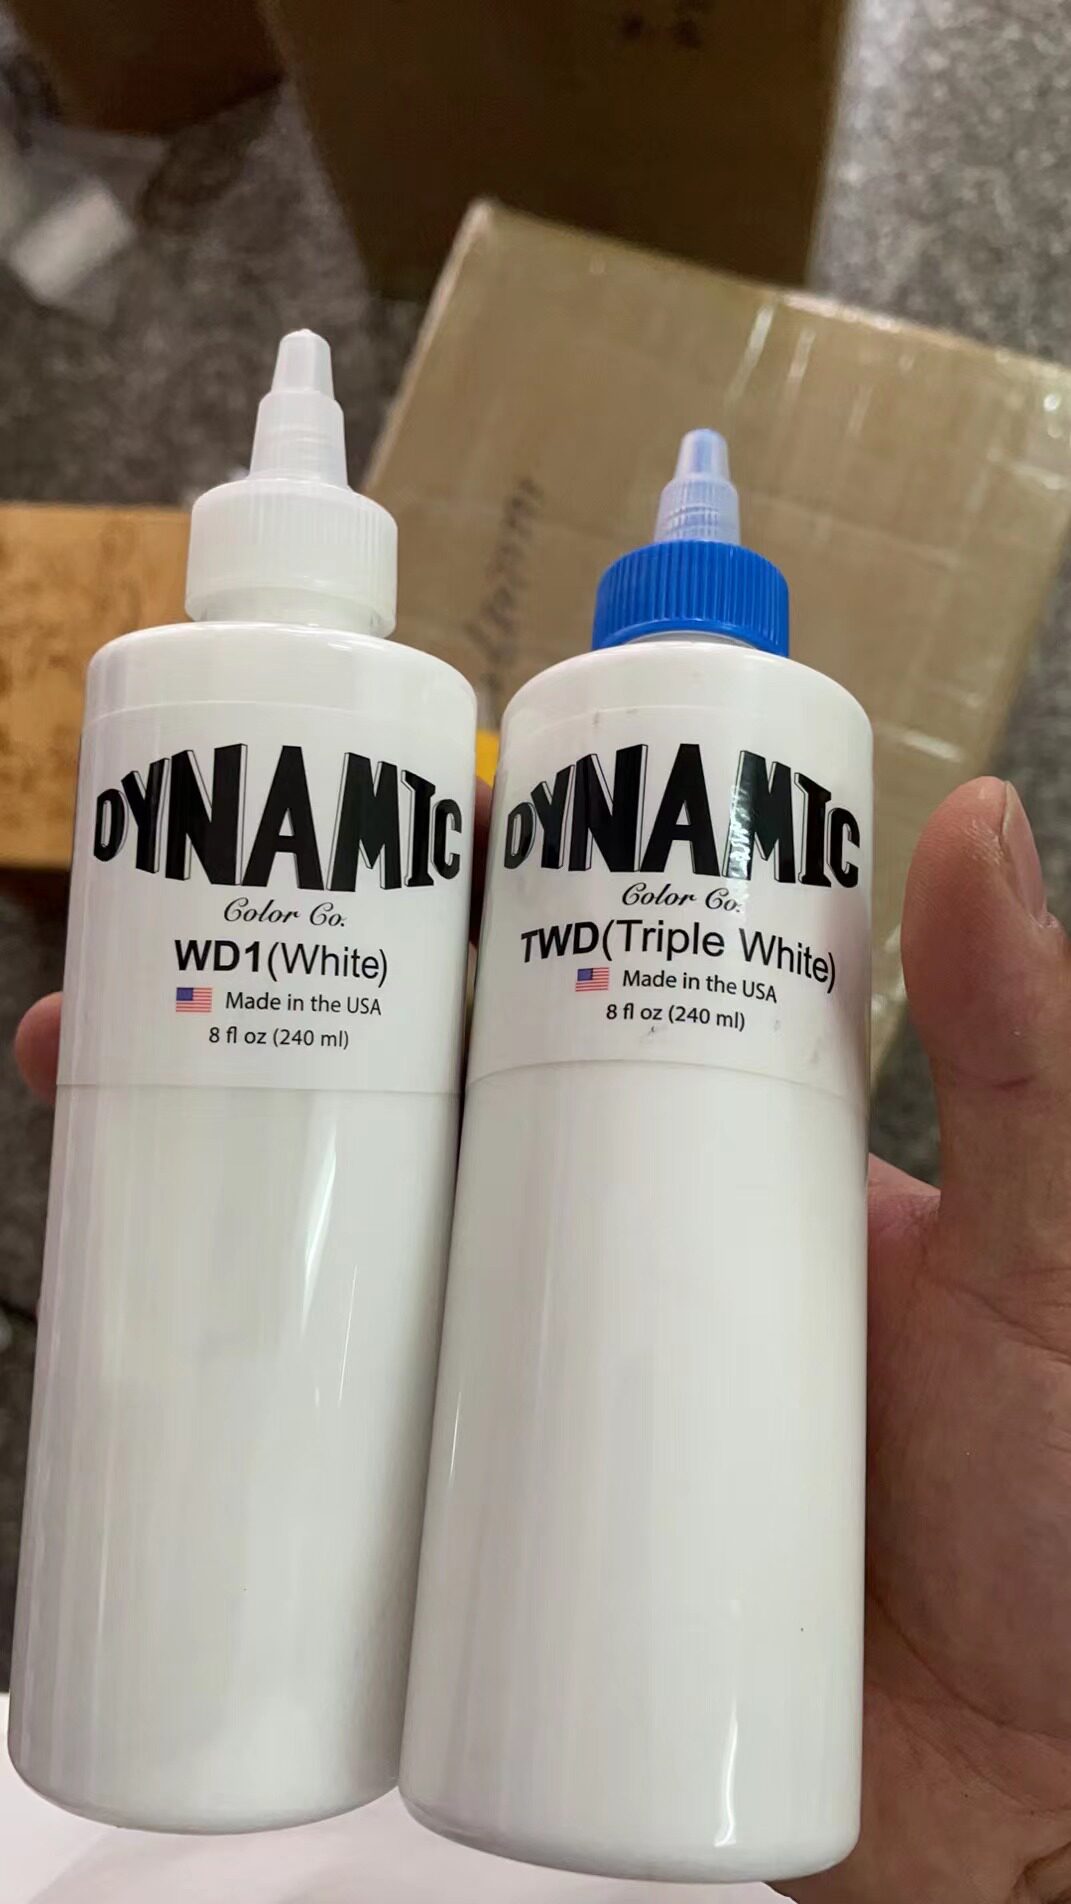 DYNAMIC
Color Co.
WD1(White)
Made in the USA
8 fl oz (240 ml)
DYNAMIC
Color Co.
TWD(Triple White)
Made in the USA
8 fl oz (240 ml)